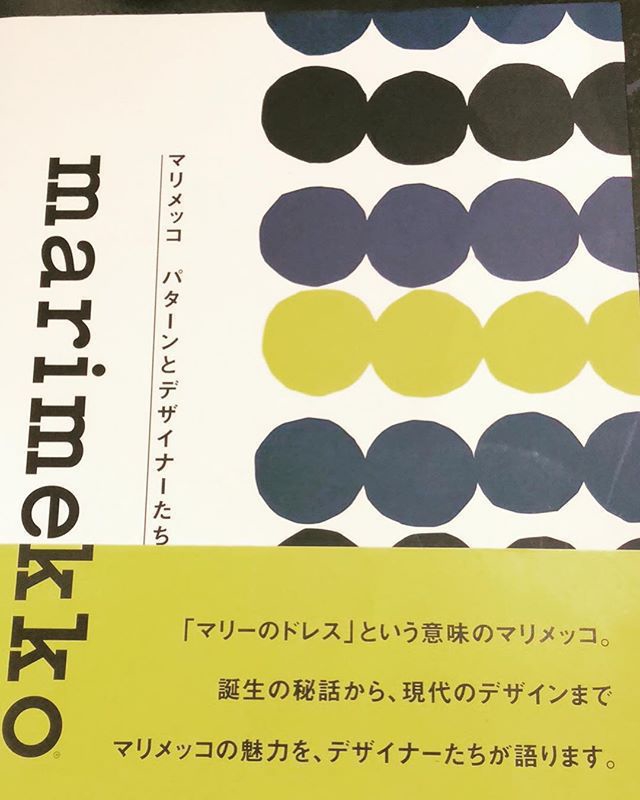 marimekko®
マリメッコ パターンとデザイナーたち
「マリーのドレス」という意味のマリメッコ。
誕生の秘話から、現代のデザインまで
マリメッコの魅力を、デザイナーたちが語ります。